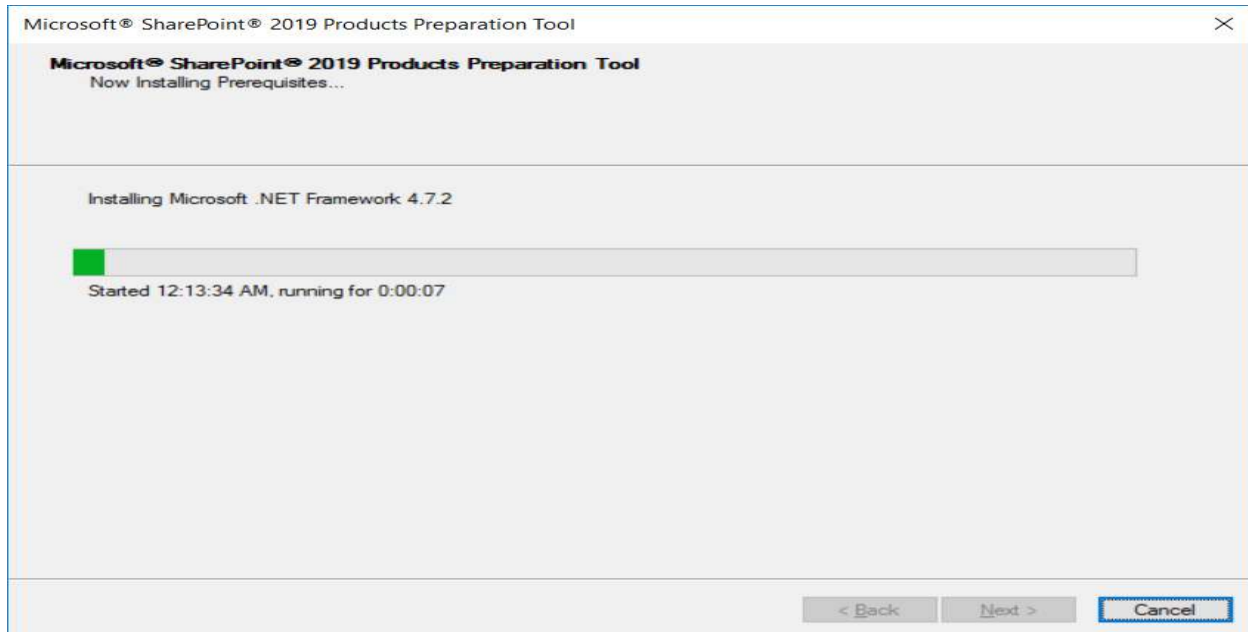 Microsoft® SharePoint® 2019 Products Preparation Tool
Microsoft® SharePoint® 2019 Products Preparation Tool
Now Installing Prerequisites...
Installing Microsoft .NET Framework 4.7.2
Started 12:13:34 AM, running for 0:00:07
< Back Next > Cancel